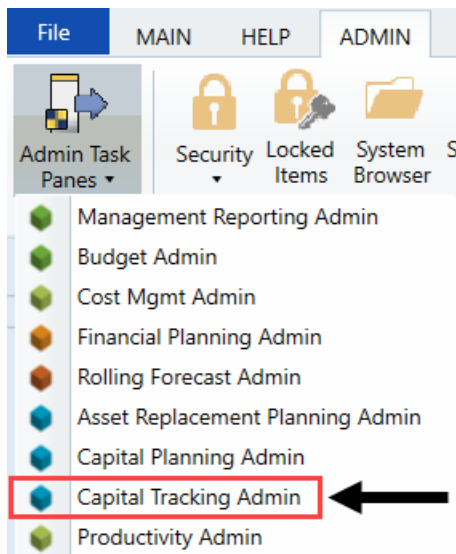 File MAIN HELP ADMIN
Admin Task Panes
Security
Locked Items
System Browser
S
Management Reporting Admin
Budget Admin
Cost Mgmt Admin
Financial Planning Admin
Rolling Forecast Admin
Asset Replacement Planning Admin
Capital Planning Admin
Capital Tracking Admin
Productivity Admin